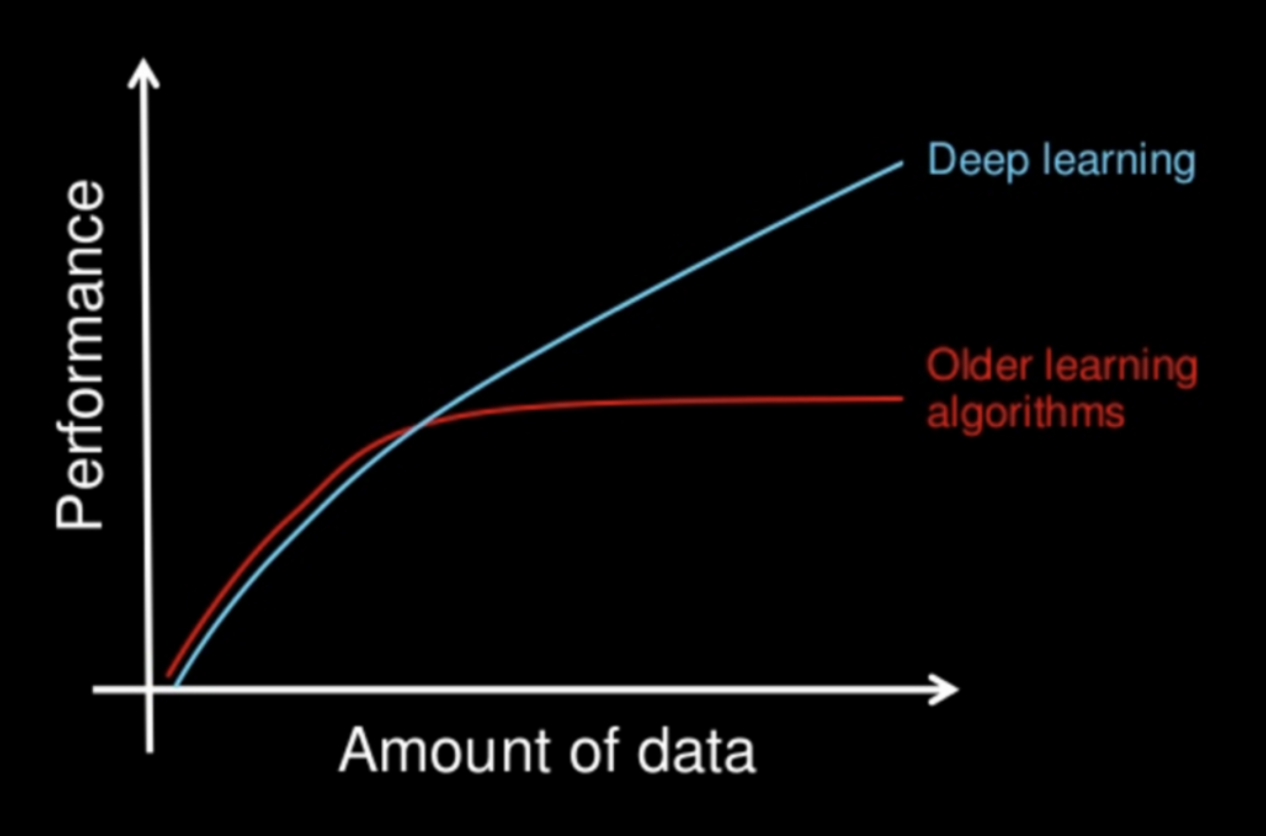 Deep learning
Older learning
algorithms
Performance
Amount of data